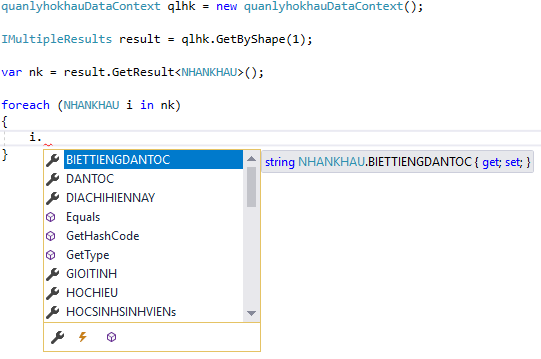 quanlyhokhauDataContext qlhk = new quanlyhokhauDataContext();
IMultipleResults result = qlhk.GetByShape(1);
var nk = result.GetResult<NHANKHAU>();
foreach (NHANKHAU i in nk)
{
i.
}
BIETTIENGDANTOC
string NHANKHAU.BIETTIENGDANTOC { get; set; }
DANTOC
DIACHIHIENNAY
Equals
GetHashCode
GetType
GIOITINH
HOCHIEU
HOCSINHSINHVIENs